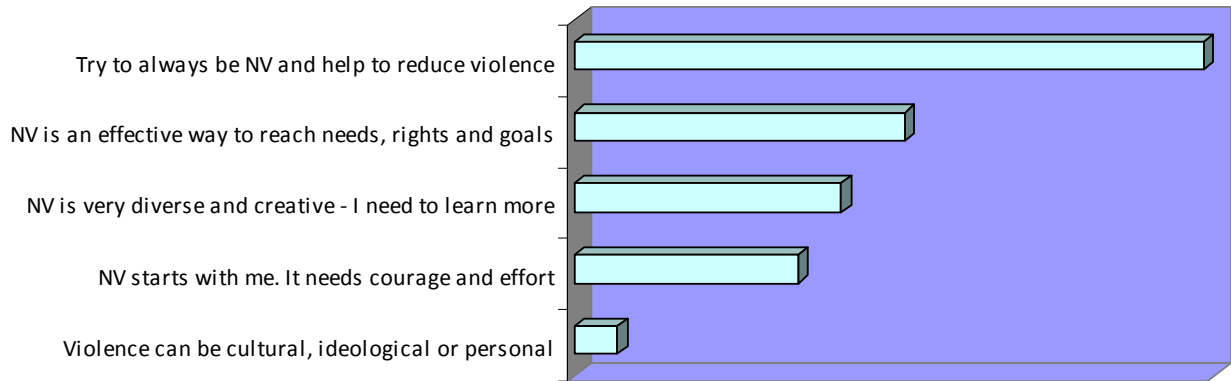 Try to always be NV and help to reduce violence
NV is an effective way to reach needs, rights and goals
NV is very diverse and creative - I need to learn more
NV starts with me. It needs courage and effort
Violence can be cultural, ideological or personal